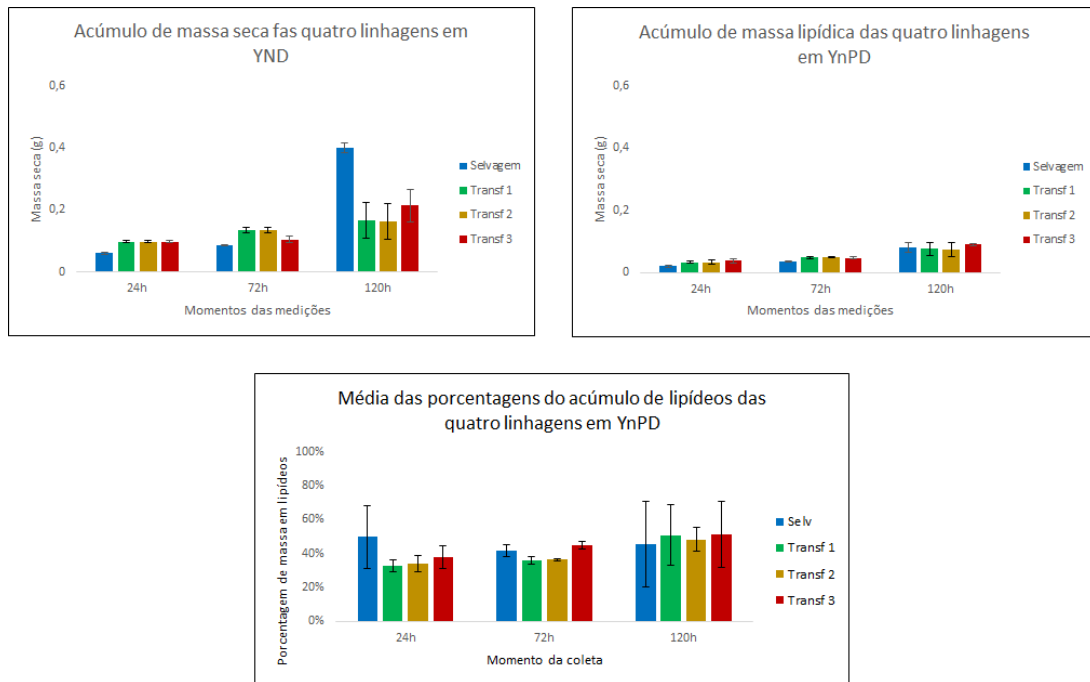 Acúmulo de massa seca fas quatro linhagens em
YND
Massa seca (g)
0,6
0,4
0,2
0
24h
72h
120h
Momentos das medições
Selvagem
Transf 1
Transf 2
Transf 3
Acúmulo de massa lipídica das quatro linhagens
em YnPD
Massa seca (g)
0,6
0,4
0,2
0
24h
72h
120h
Momentos das medições
Selvagem
Transf 1
Transf 2
Transf 3
Média das porcentagens do acúmulo de lipídeos das
quatro linhagens em YnPD
Porcentagem de massa em lipídeos
100%
80%
60%
40%
20%
0%
24h
72h
120h
Momento da coleta
Selv
Transf 1
Transf 2
Transf 3